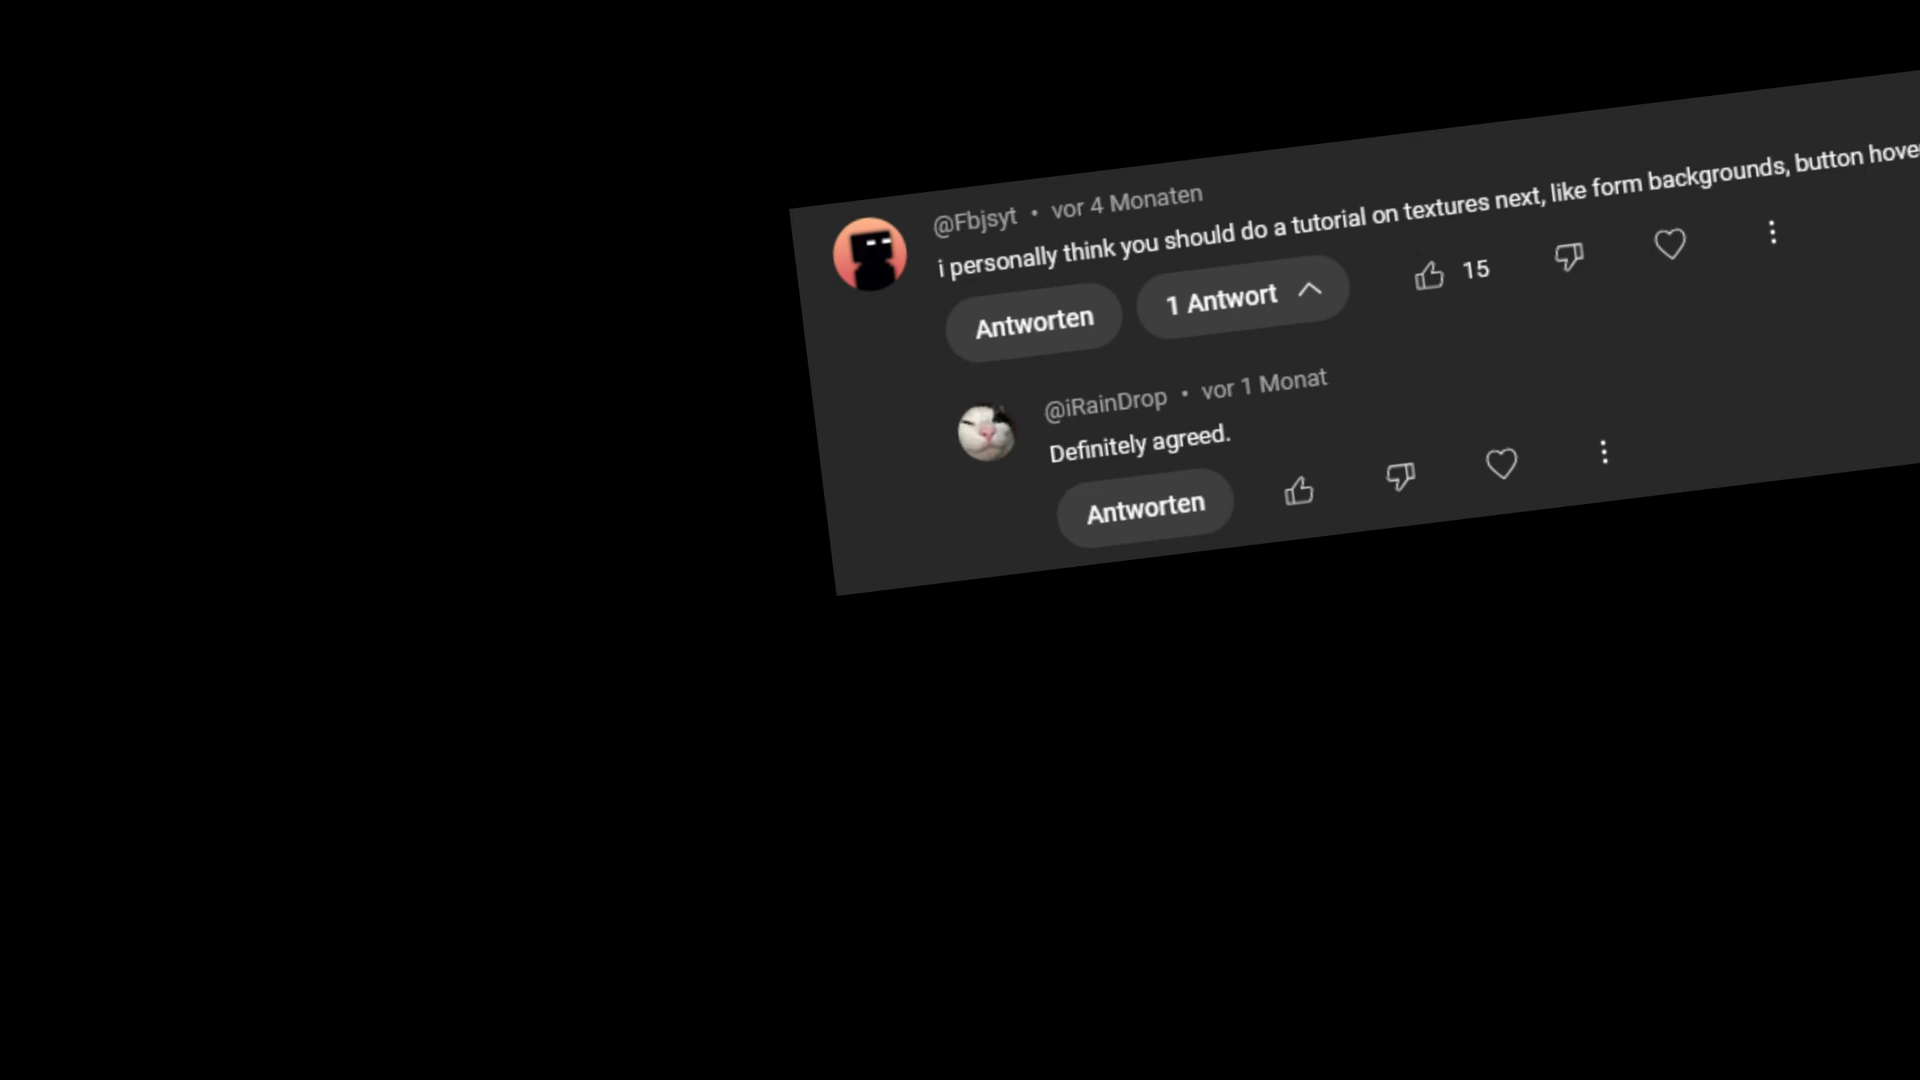 @Fbjsyt • vor 4 Monaten
i personally think you should do a tutorial on textures next, like form backgrounds, button hove
Antworten
1 Antwort
15
@iRainDrop • vor 1 Monat
Definitely agreed.
Antworten